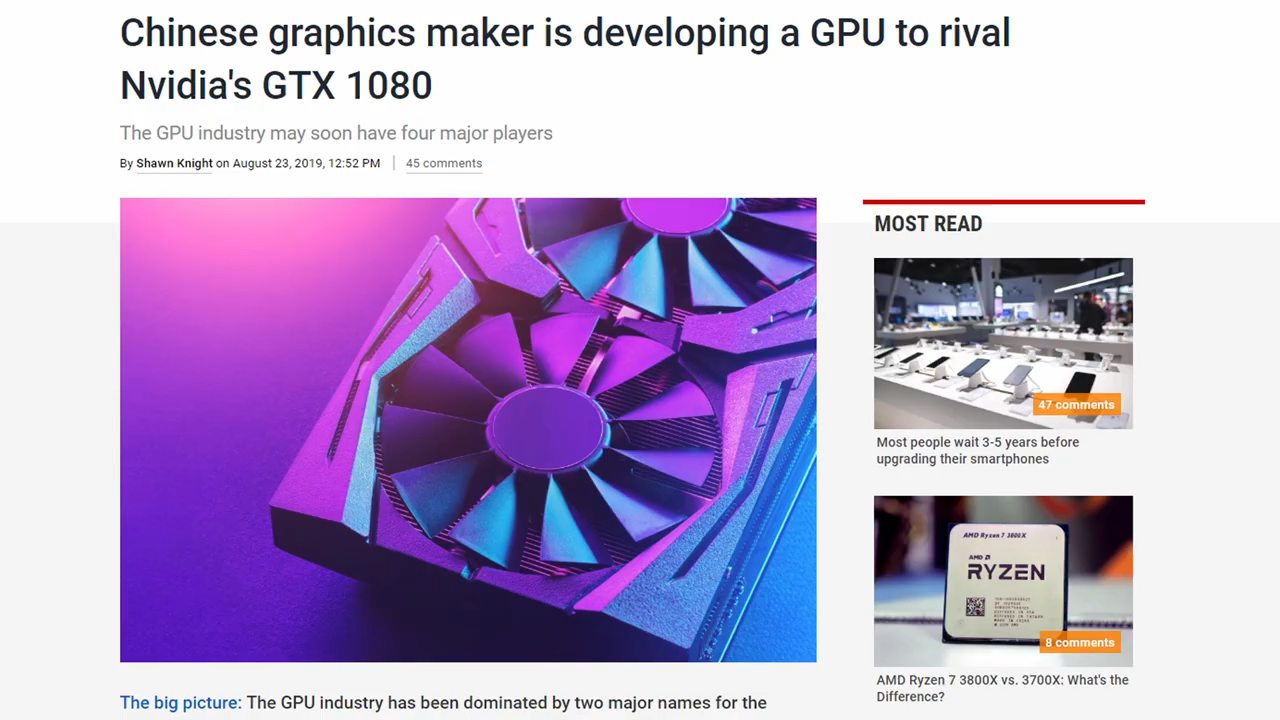 Chinese graphics maker is developing a GPU to rival
Nvidia's GTX 1080
The GPU industry may soon have four major players
By Shawn Knight on August 23, 2019, 12:52 PM
45 comments
MOST READ
47 comments
Most people wait 3-5 years before
upgrading their smartphones
AMD Ryzen 7 3800X
AMD
RYZEN
8 comments
AMD Ryzen 7 3800X vs. 3700X: What's the
Difference?
The big picture: The GPU industry has been dominated by two major names for the